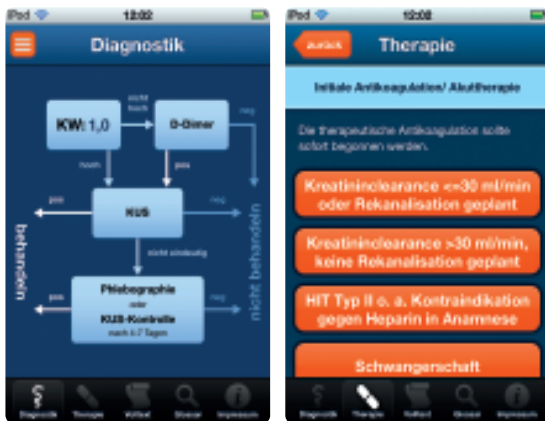 iPod 12:02
Diagnostik
KW: 1,0
nicht hoch
D-Dimer
neg
hoch
pos
pos
KUS
neg
behandeln
nicht eindeutig
nicht behandeln
pos
Phlebographie
oder
KUS-Kontrolle
nach 4-7 Tagen
neg
Diagnostik Therapie Volltext Glossar Impressum
iPod 12:02
zurück
Therapie
Initiale Antikoagulation/ Akuttherapie
Die therapeutische Antikoagulation sollte
sofort begonnen werden.
Kreatininclearance <=30 ml/min
oder Rekanalisation geplant
Kreatininclearance >30 ml/min,
keine Rekanalisation geplant
HIT Typ II o. a. Kontraindikation
gegen Heparin in Anamnese
Schwangerschaft
Diagnostik Therapie Volltext Glossar Impressum